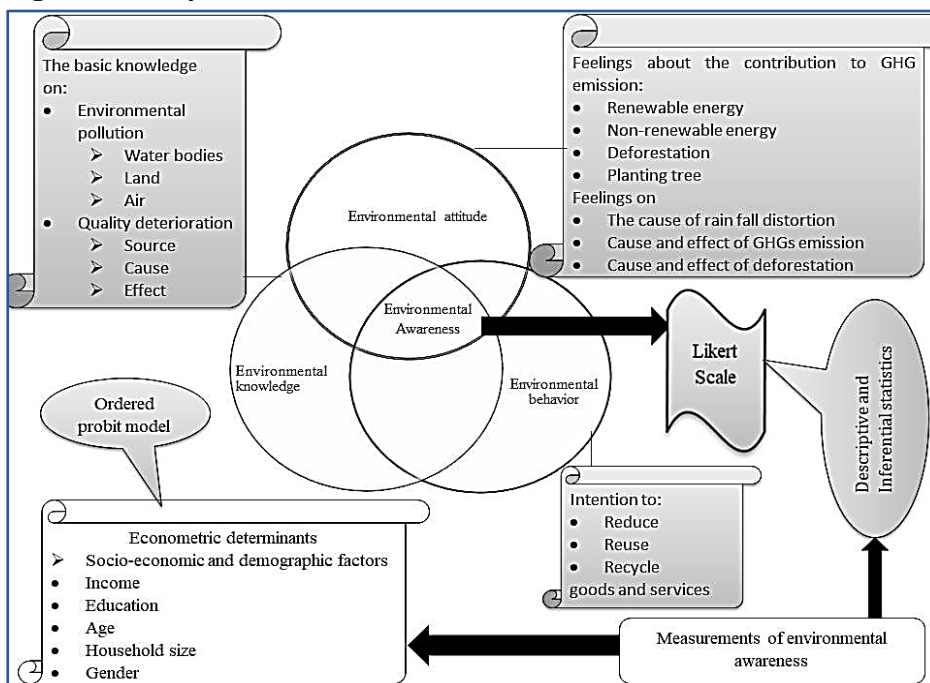 The basic knowledge
on:
• Environmental
pollution
➢ Water bodies
➢ Land
➢ Air
• Quality deterioration
➢ Source
➢ Cause
➢ Effect
Feelings about the contribution to GHG
emission:
• Renewable energy
• Non-renewable energy
• Deforestation
• Planting tree
Feelings on
• The cause of rain fall distortion
• Cause and effect of GHGs emission
• Cause and effect of deforestation
Environmental attitude
Environmental
Awareness
Environmental
knowledge
Environmental
behavior
Likert
Scale
Descriptive and
Inferential statistics
Ordered
probit model
Intention to:
• Reduce
• Reuse
• Recycle
goods and services
Econometric determinants
➢ Socio-economic and demographic factors
• Income
• Education
• Age
• Household size
• Gender
Measurements of environmental
awareness